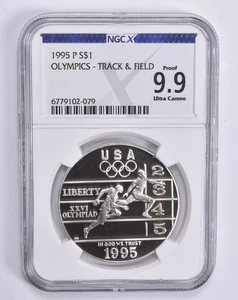 NGCX
1995 P S$1
OLYMPICS - TRACK & FIELD
6779102-079
Proof
9.9
Ultra Cameo
USA
LIBERTY
XXVI
OLYMPIAD
2
3
4
5
IN GOD WE TRUST
1995